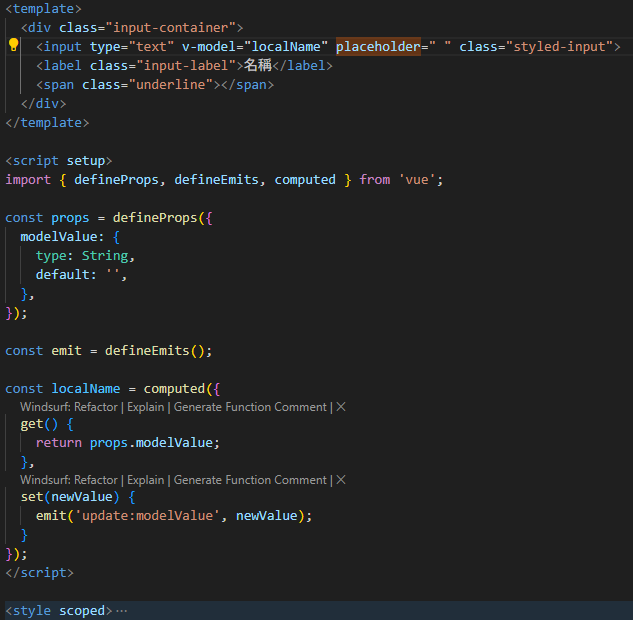 <template>
<div class="input-container">
<input type="text" v-model="localName" placeholder=" " class="styled-input">
<label class="input-label">名稱</label>
<span class="underline"></span>
</div>
</template>
<script setup>
import { defineProps, defineEmits, computed } from 'vue';
const props = defineProps({
modelValue: {
type: String,
default: '',
},
});
const emit = defineEmits();
const localName = computed({
Windsurf: Refactor | Explain | Generate Function Comment | ✕
get() {
return props.modelValue;
},
Windsurf: Refactor | Explain | Generate Function Comment | ✕
set(newValue) {
emit('update:modelValue', newValue);
}
});
</script>
<style scoped>…